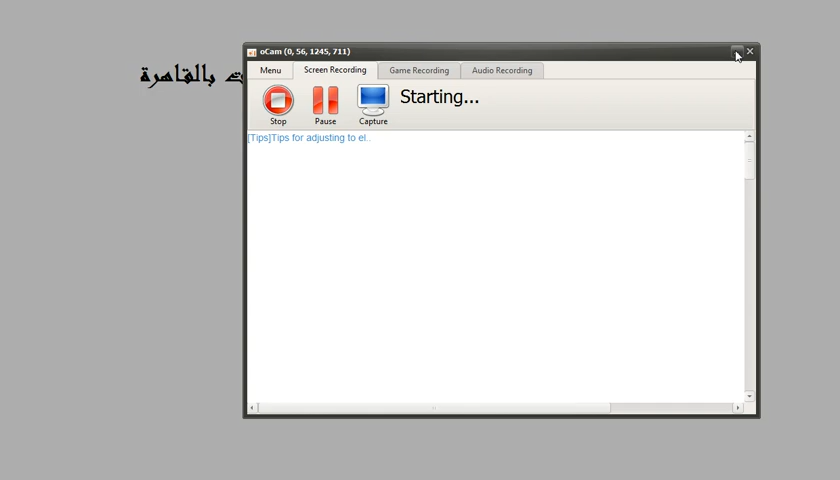 oCam (0, 56, 1245, 711)
Menu
Screen Recording
Game Recording
Audio Recording
Starting...
Stop
Pause
Capture
[Tips]Tips for adjusting to el..
بالقاهرة